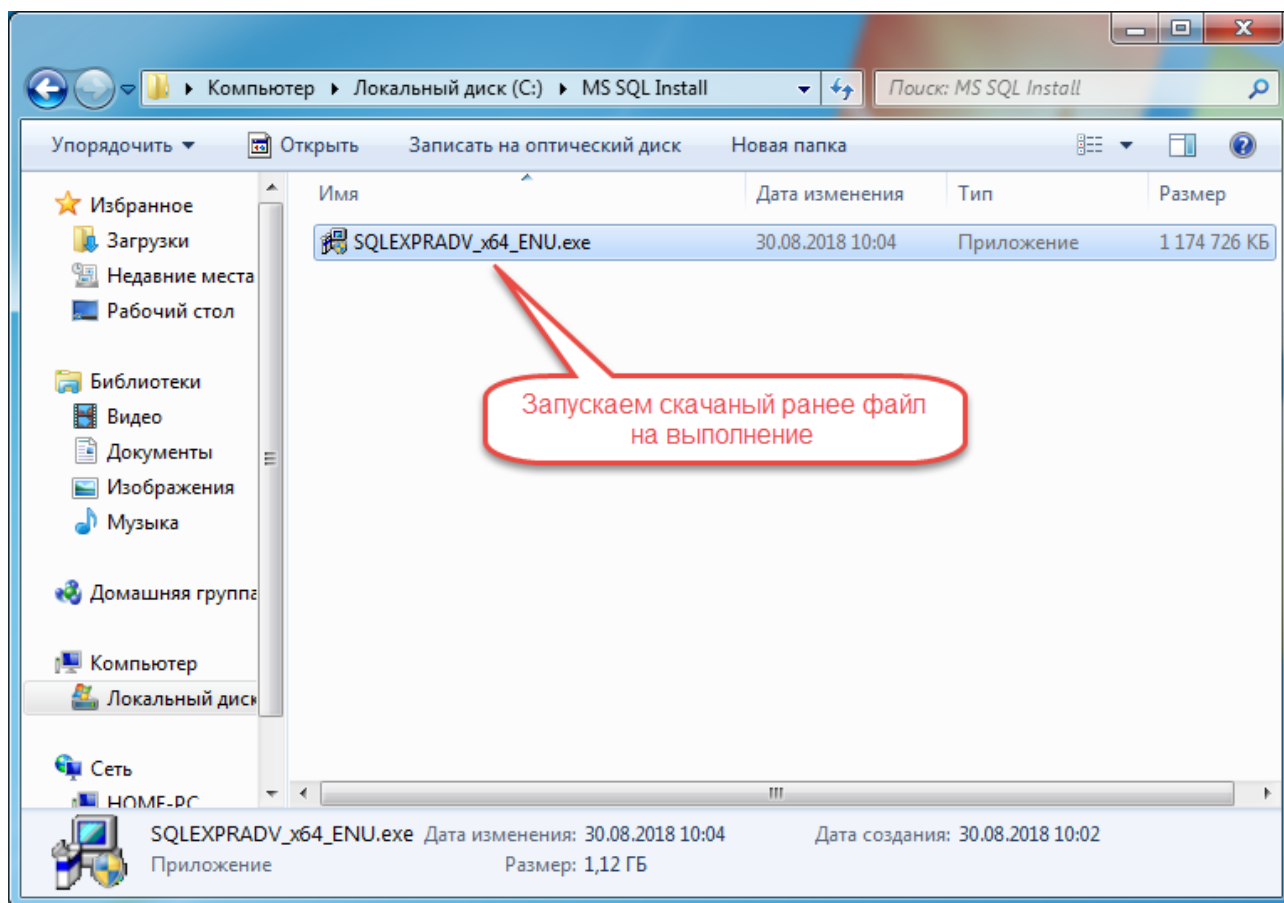 Компьютер ▸ Локальный диск (C:) ▸ MS SQL Install
Поиск: MS SQL Install
Упорядочить Открыть Записать на оптический диск Новая папка
Имя Дата изменения Тип Размер
SQLEXPRADV_x64_ENU.exe 30.08.2018 10:04 Приложение 1 174 726 КБ
Избранное
Загрузки
Недавние места
Рабочий стол
Библиотеки
Видео
Документы
Изображения
Музыка
Домашняя группа
Компьютер
Локальный диск
Сеть
HOME-PC
Запускаем скачаный ранее файл
на выполнение
SQLEXPRADV_x64_ENU.exe Дата изменения: 30.08.2018 10:04 Дата создания: 30.08.2018 10:02
Приложение Размер: 1,12 ГБ